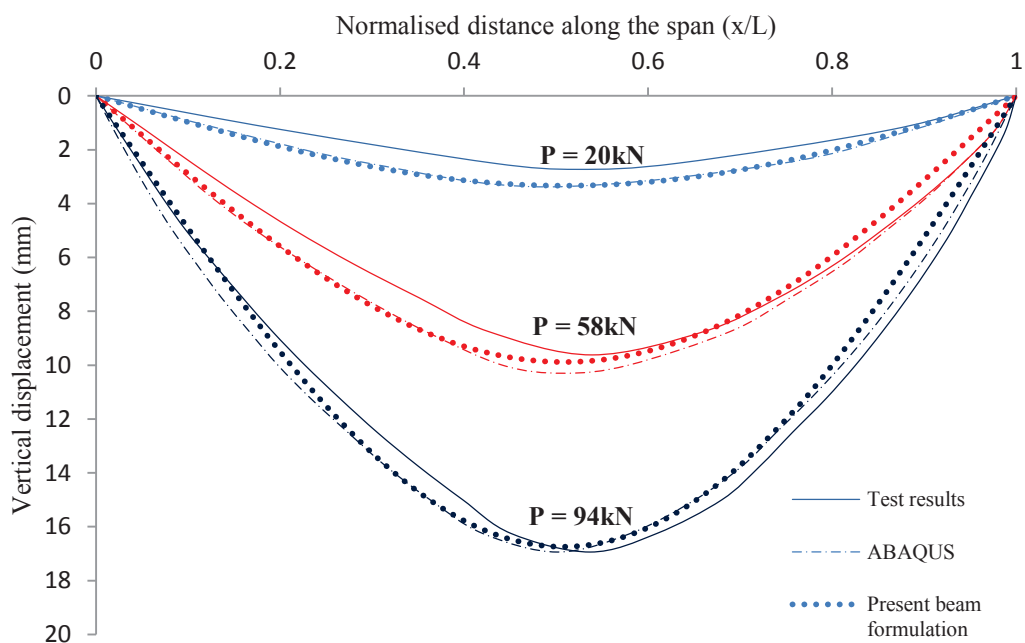 Normalised distance along the span (x/L)
0 0.2 0.4 0.6 0.8 1
0
2
4
6
8
10
12
14
16
18
20
Vertical displacement (mm)
P = 20kN
P = 58kN
P = 94kN
Test results
ABAQUS
Present beam
formulation